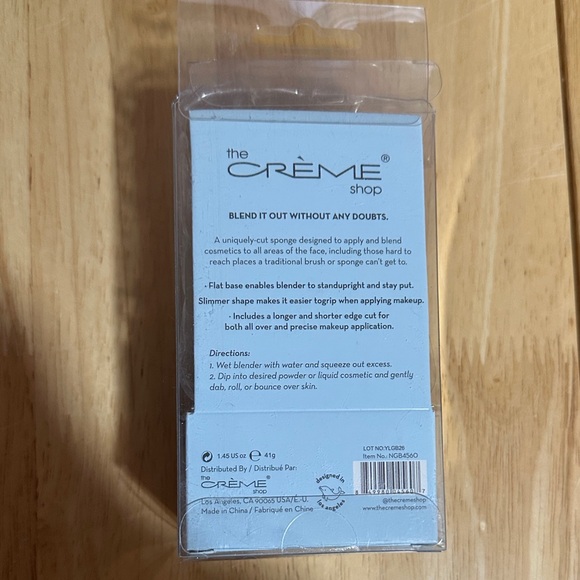 the
CRÈME®
shop
BLEND IT OUT WITHOUT ANY DOUBTS.
A uniquely-cut sponge designed to apply and blend
cosmetics to all areas of the face, including those hard to
reach places a traditional brush or sponge can't get to.
• Flat base enables blender to standupright and stay put.
Slimmer shape makes it easier togrip when applying makeup.
• Includes a longer and shorter edge cut for
both all over and precise makeup application.
Directions:
1. Wet blender with water and squeeze out excess.
2. Dip into desired powder or liquid cosmetic and gently
dab, roll, or bounce over skin.
1.45 US oz ℮ 41g
Distributed By / Distribué Par:
the
CRÈME®
shop
Los Angeles, CA 90065 USA/É.-U.
Made in China / Fabriqué en Chine
designed in
los angeles
LOT NO:YLGB28
Item No.: NGB4560
@thecremeshop
www.thecremeshop.com